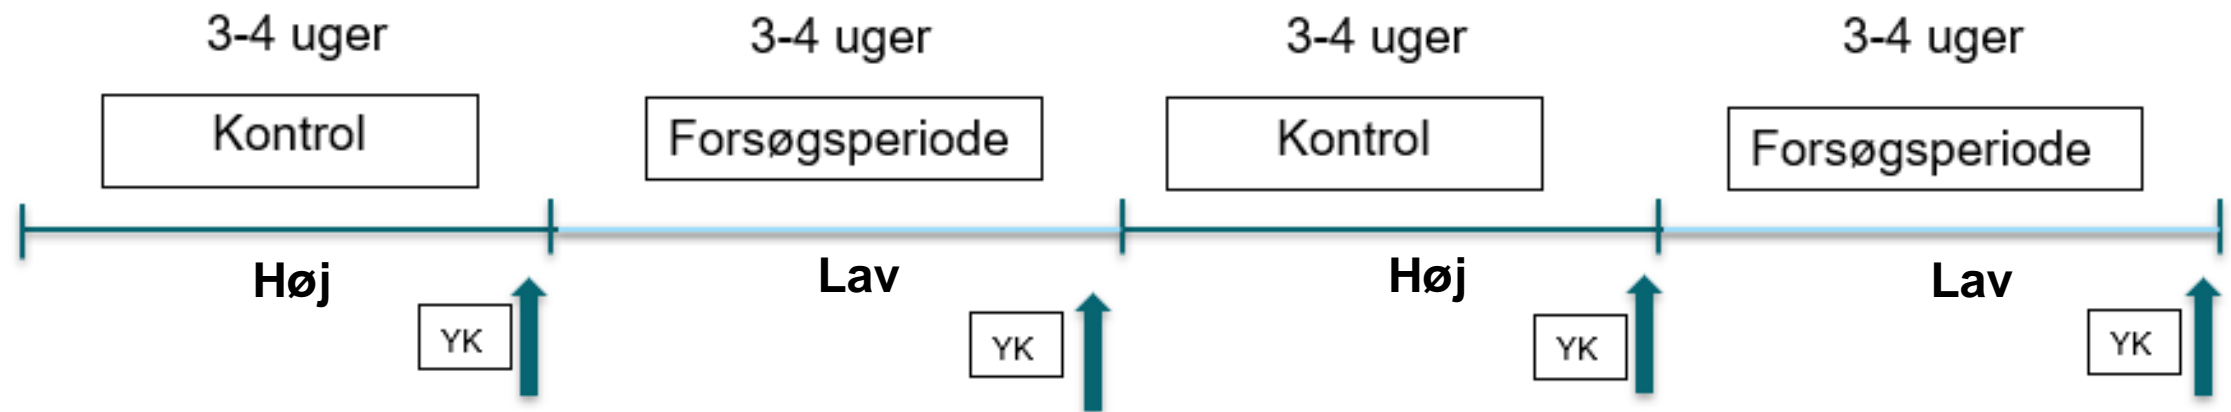 3-4 uger
3-4 uger
3-4 uger
3-4 uger
Kontrol
Forsøgsperiode
Kontrol
Forsøgsperiode
Høj
Lav
Høj
Lav
YK
YK
YK
YK